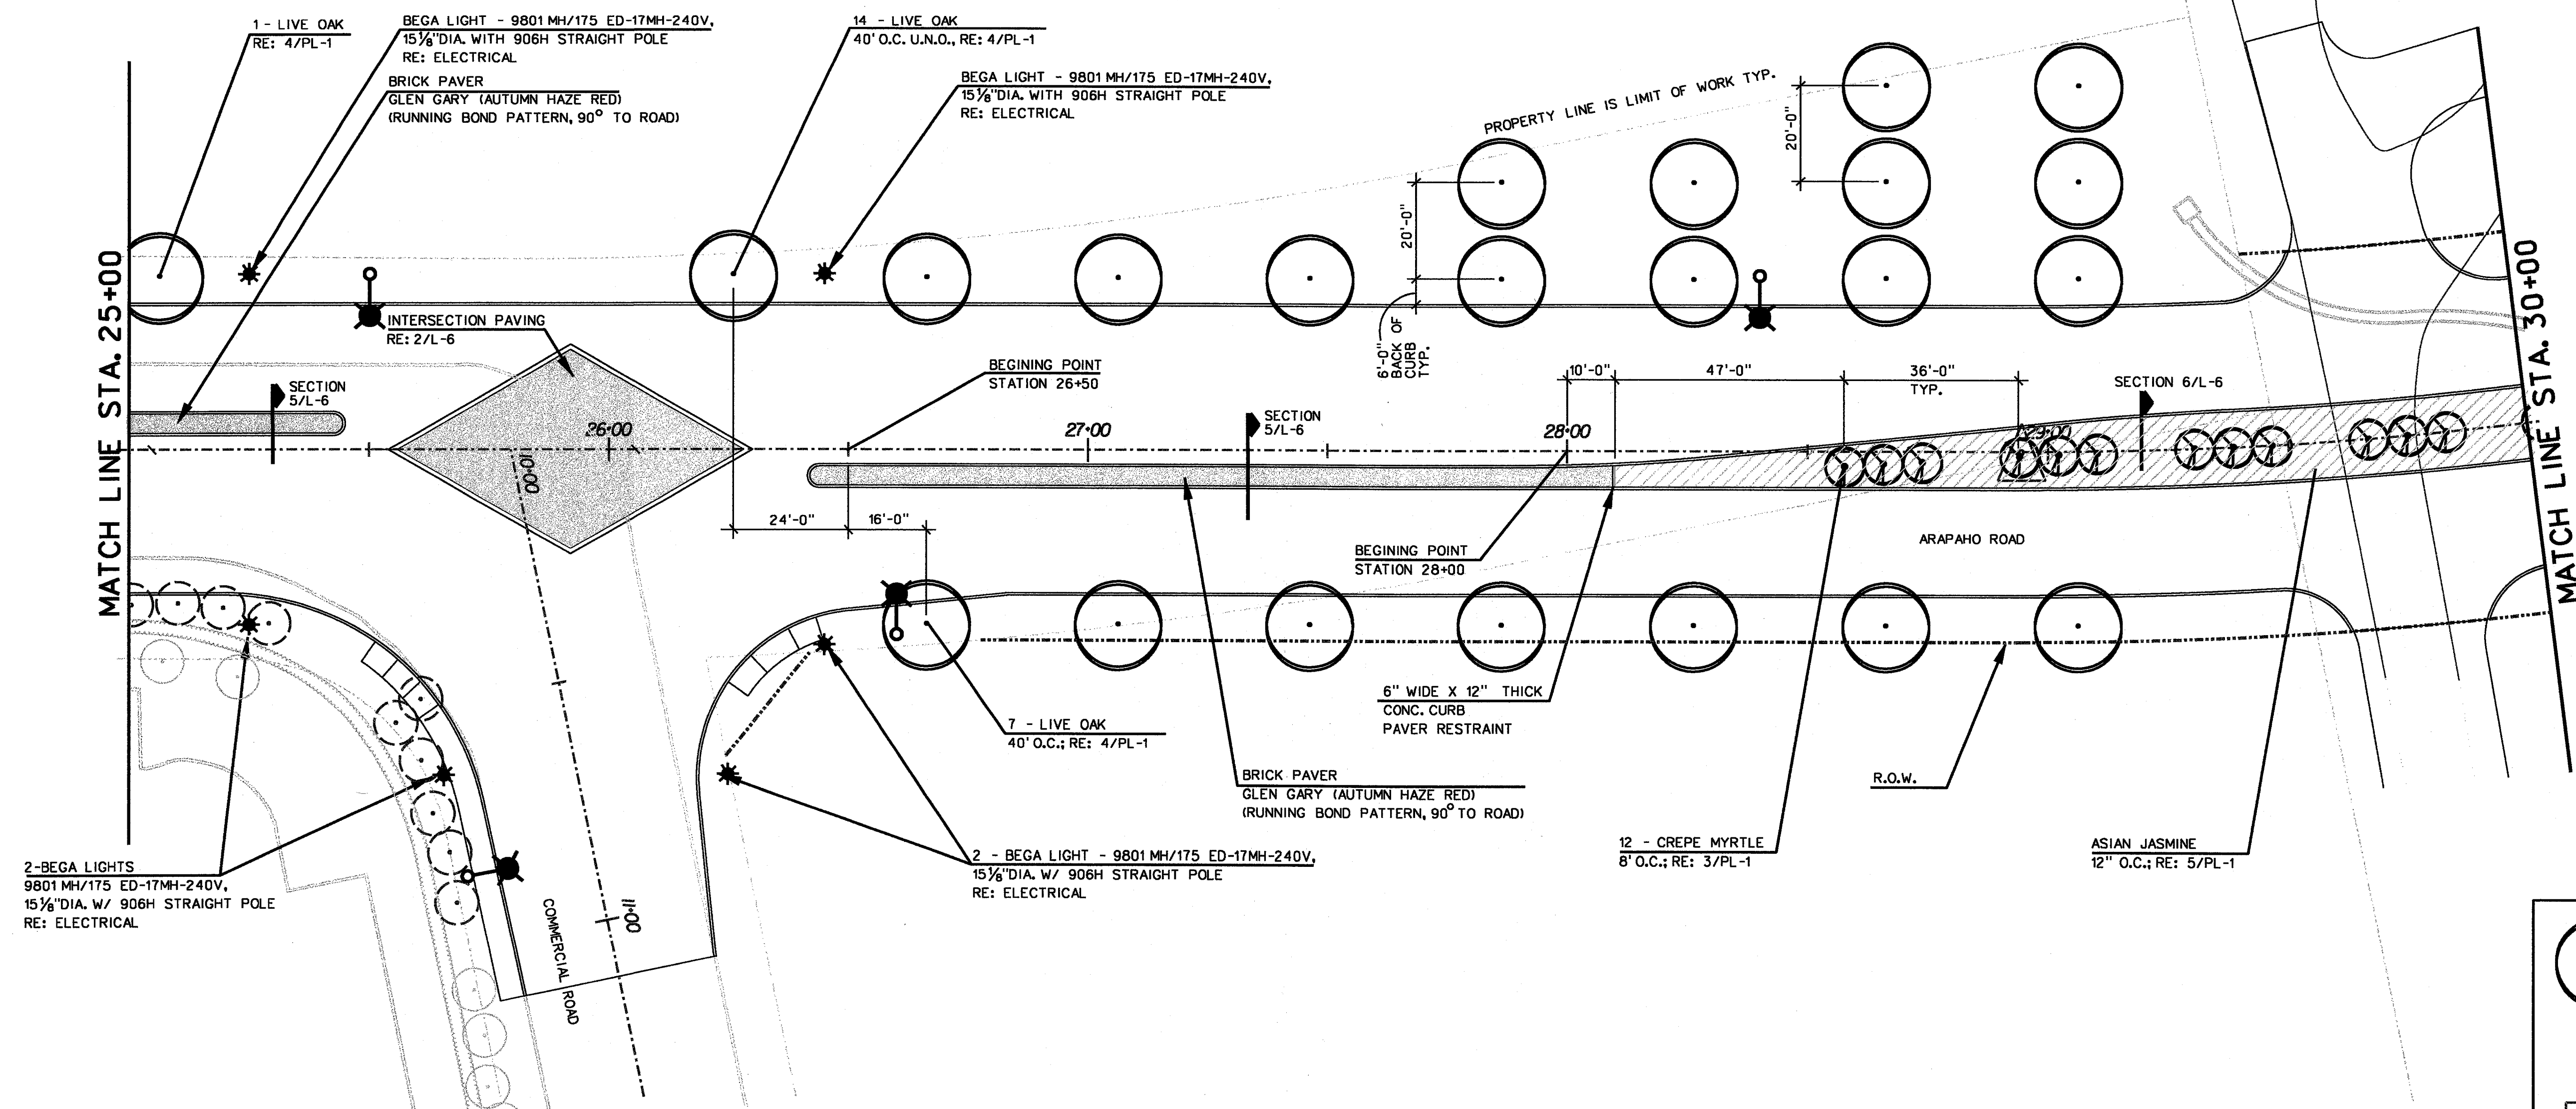 1 - LIVE OAK
RE: 4/PL-1
BEGA LIGHT - 9801 MH/175 ED-17MH-240V,
15⅛"DIA. WITH 906H STRAIGHT POLE
RE: ELECTRICAL
BRICK PAVER
GLEN GARY (AUTUMN HAZE RED)
(RUNNING BOND PATTERN, 90° TO ROAD)
14 - LIVE OAK
40' O.C. U.N.O., RE: 4/PL-1
BEGA LIGHT - 9801 MH/175 ED-17MH-240V,
15⅛"DIA. WITH 906H STRAIGHT POLE
RE: ELECTRICAL
PROPERTY LINE IS LIMIT OF WORK TYP.
20'-0"
20'-0"
6'-0"
BACK OF
CURB
TYP.
MATCH LINE STA. 25+00
INTERSECTION PAVING
RE: 2/L-6
SECTION
5/L-6
BEGINING POINT
STATION 26+50
10'-0"
47'-0"
36'-0"
TYP.
SECTION 6/L-6
MATCH LINE STA. 30+00
SECTION
5/L-6
26+00
27+00
28+00
29+00
10+00
24'-0"
16'-0"
BEGINING POINT
STATION 28+00
ARAPAHO ROAD
6" WIDE X 12" THICK
CONC. CURB
PAVER RESTRAINT
7 - LIVE OAK
40' O.C.; RE: 4/PL-1
BRICK PAVER
GLEN GARY (AUTUMN HAZE RED)
(RUNNING BOND PATTERN, 90° TO ROAD)
R.O.W.
12 - CREPE MYRTLE
8' O.C.; RE: 3/PL-1
ASIAN JASMINE
12" O.C.; RE: 5/PL-1
2-BEGA LIGHTS
9801 MH/175 ED-17MH-240V,
15⅛"DIA. W/ 906H STRAIGHT POLE
RE: ELECTRICAL
2 - BEGA LIGHT - 9801 MH/175 ED-17MH-240V,
15⅛"DIA. W/ 906H STRAIGHT POLE
RE: ELECTRICAL
11+00
COMMERCIAL ROAD